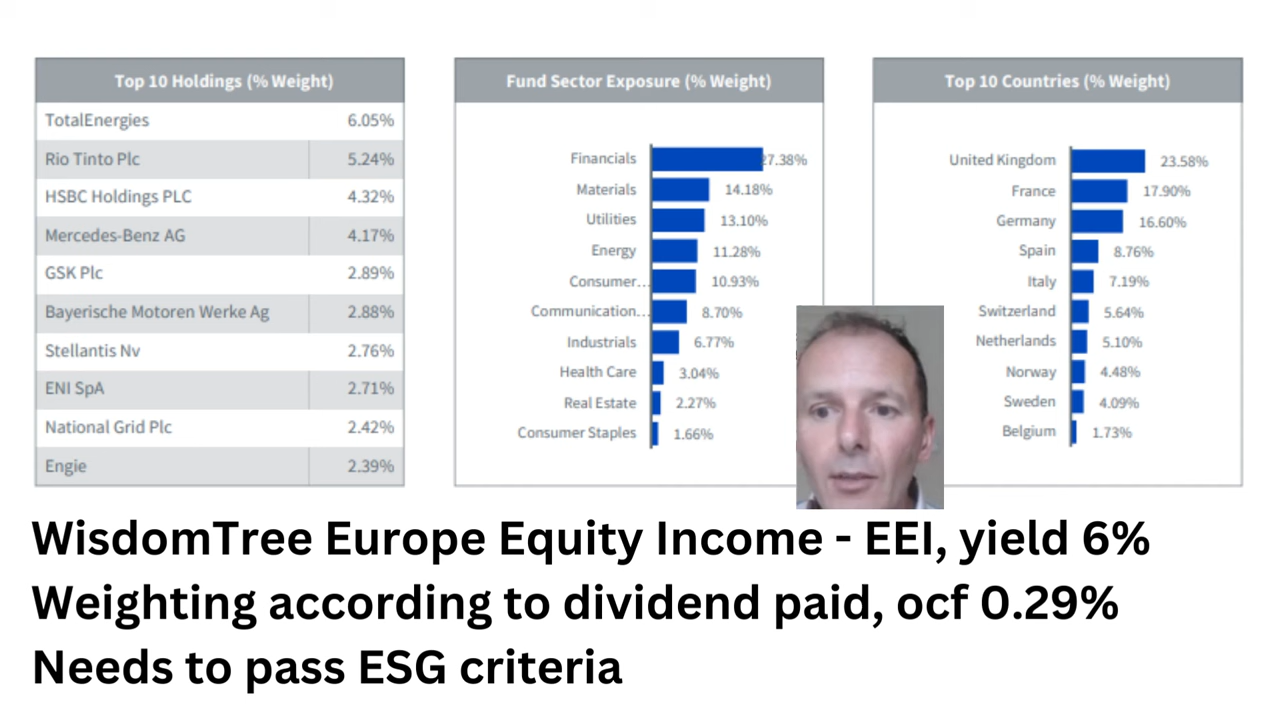 Top 10 Holdings (% Weight)
TotalEnergies 6.05%
Rio Tinto Plc 5.24%
HSBC Holdings PLC 4.32%
Mercedes-Benz AG 4.17%
GSK Plc 2.89%
Bayerische Motoren Werke Ag 2.88%
Stellantis Nv 2.76%
ENI SpA 2.71%
National Grid Plc 2.42%
Engie 2.39%
Fund Sector Exposure (% Weight)
Financials 27.38%
Materials 14.18%
Utilities 13.10%
Energy 11.28%
Consumer... 10.93%
Communication... 8.70%
Industrials 6.77%
Health Care 3.04%
Real Estate 2.27%
Consumer Staples 1.66%
Top 10 Countries (% Weight)
United Kingdom 23.58%
France 17.90%
Germany 16.60%
Spain 8.76%
Italy 7.19%
Switzerland 5.64%
Netherlands 5.10%
Norway 4.48%
Sweden 4.09%
Belgium 1.73%
WisdomTree Europe Equity Income - EEI, yield 6%
Weighting according to dividend paid, ocf 0.29%
Needs to pass ESG criteria